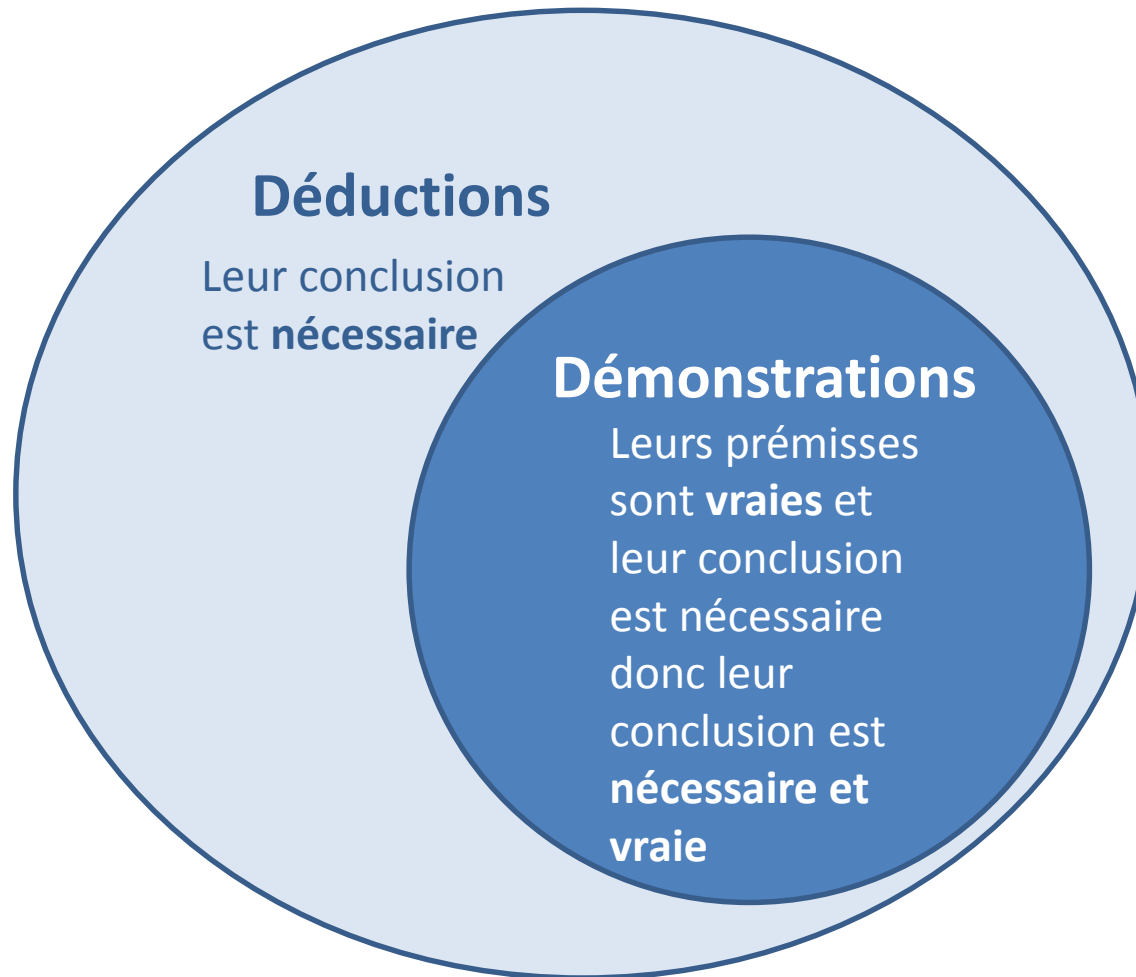 Déductions
Leur conclusion
est nécessaire
Démonstrations
Leurs prémisses
sont vraies et
leur conclusion
est nécessaire
donc leur
conclusion est
nécessaire et
vraie